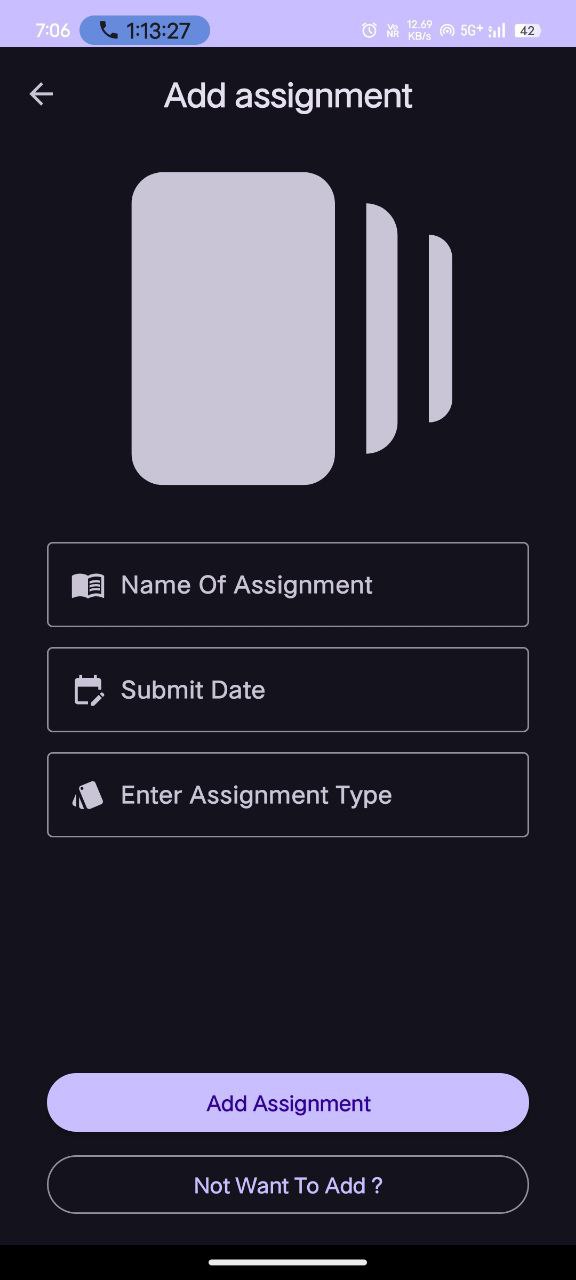 7:06 1:13:27 Vo NR 12.69 KB/s 5G+ 42
Add assignment
Name Of Assignment
Submit Date
Enter Assignment Type
Add Assignment
Not Want To Add ?